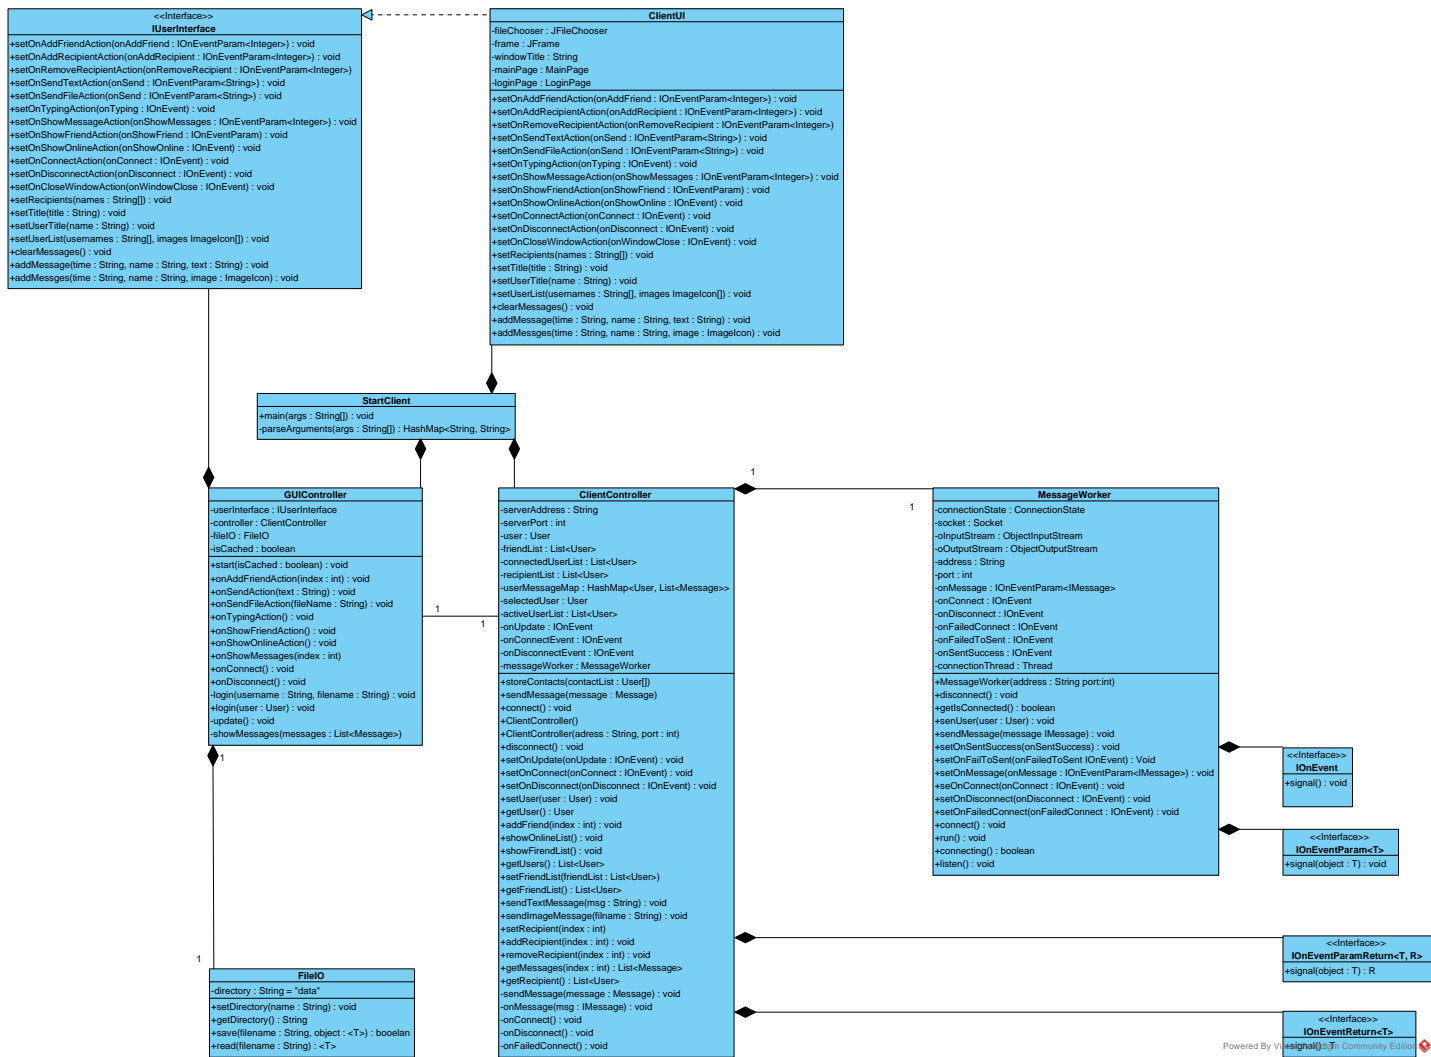 <<Interface>>
IUserInterface
+setOnAddFriendAction(onAddFriend : IOnEventParam<Integer>) : void
+setOnAddRecipientAction(onAddRecipient : IOnEventParam<Integer>) : void
+setOnRemoveRecipientAction(onRemoveRecipient : IOnEventParam<Integer>)
+setOnSendTextAction(onSend : IOnEventParam<String>) : void
+setOnSendFileAction(onSend : IOnEventParam<String>) : void
+setOnTypingAction(onTyping : IOnEvent) : void
+setOnShowMessageAction(onShowMessages : IOnEventParam<Integer>) : void
+setOnShowFriendAction(onShowFriend : IOnEventParam) : void
+setOnShowOnlineAction(onShowOnline : IOnEvent) : void
+setOnConnectAction(onConnect : IOnEvent) : void
+setOnDisconnectAction(onDisconnect : IOnEvent) : void
+setOnCloseWindowAction(onWindowClose : IOnEvent) : void
+setRecipients(names : String[]) : void
+setTitle(title : String) : void
+setUserTitle(name : String) : void
+setUserList(usernames : String[], images ImageIcon[]) : void
+clearMessages() : void
+addMessage(time : String, name : String, text : String) : void
+addMessges(time : String, name : String, image : ImageIcon) : void
ClientUI
-fileChooser : JFileChooser
-frame : JFrame
-windowTitle : String
-mainPage : MainPage
-loginPage : LoginPage
+setOnAddFriendAction(onAddFriend : IOnEventParam<Integer>) : void
+setOnAddRecipientAction(onAddRecipient : IOnEventParam<Integer>) : void
+setOnRemoveRecipientAction(onRemoveRecipient : IOnEventParam<Integer>)
+setOnSendTextAction(onSend : IOnEventParam<String>) : void
+setOnSendFileAction(onSend : IOnEventParam<String>) : void
+setOnTypingAction(onTyping : IOnEvent) : void
+setOnShowMessageAction(onShowMessages : IOnEventParam<Integer>) : void
+setOnShowFriendAction(onShowFriend : IOnEventParam) : void
+setOnShowOnlineAction(onShowOnline : IOnEvent) : void
+setOnConnectAction(onConnect : IOnEvent) : void
+setOnDisconnectAction(onDisconnect : IOnEvent) : void
+setOnCloseWindowAction(onWindowClose : IOnEvent) : void
+setRecipients(names : String[]) : void
+setTitle(title : String) : void
+setUserTitle(name : String) : void
+setUserList(usernames : String[], images ImageIcon[]) : void
+clearMessages() : void
+addMessage(time : String, name : String, text : String) : void
+addMessges(time : String, name : String, image : ImageIcon) : void
StartClient
+main(args : String[]) : void
-parseArguments(args : String[]) : HashMap<String, String>
GUIController
-userInterface : IUserInterface
-controller : ClientController
-fileIO : FileIO
-isCached : boolean
+start(isCached : boolean) : void
+onAddFriendAction(index : int) : void
+onSendAction(text : String) : void
+onSendFileAction(fileName : String) : void
+onTypingAction() : void
+onShowFriendAction() : void
+onShowOnlineAction() : void
+onShowMessages(index : int)
+onConnect() : void
+onDisconnect() : void
-login(username : String, filename : String) : void
+login(user : User) : void
-update() : void
-showMessages(messages : List<Message>)
1
1
ClientController
-serverAddress : String
-serverPort : int
-user : User
-friendList : List<User>
-connectedUserList : List<User>
-recipientList : List<User>
-userMessageMap : HashMap<User, List<Message>>
-selectedUser : User
-activeUserList : List<User>
-onUpdate : IOnEvent
-onConnectEvent : IOnEvent
-onDisconnectEvent : IOnEvent
-messageWorker : MessageWorker
+storeContacts(contactList : User[])
+sendMessage(message : Message)
+connect() : void
+ClientController()
+ClientController(adress : String, port : int)
+disconnect() : void
+setOnUpdate(onUpdate : IOnEvent) : void
+setOnConnect(onConnect : IOnEvent) : void
+setOnDisconnect(onDisconnect : IOnEvent) : void
+setUser(user : User) : void
+getUser() : User
+addFriend(index : int) : void
+showOnlineList() : void
+showFirendList() : void
+getUsers() : List<User>
+setFriendList(friendList : List<User>)
+getFriendList() : List<User>
+sendTextMessage(msg : String) : void
+sendImageMessage(filname : String) : void
+setRecipient(index : int)
+addRecipient(index : int) : void
+removeRecipient(index : int) : void
+getMessages(index : int) : List<Message>
+getRecipient() : List<User>
-sendMessage(message : Message) : void
-onMessage(msg : IMessage) : void
-onConnect() : void
-onDisconnect() : void
-onFailedConnect() : void
1
1
MessageWorker
-connectionState : ConnectionState
-socket : Socket
-oInputStream : ObjectInputStream
-oOutputStream : ObjectOutputStream
-address : String
-port : int
-onMessage : IOnEventParam<IMessage>
-onConnect : IOnEvent
-onDisconnect : IOnEvent
-onFailedConnect : IOnEvent
-onFailedToSent : IOnEvent
-onSentSuccess : IOnEvent
-connectionThread : Thread
+MessageWorker(address : String port:int)
+disconnect() : void
+getIsConnected() : boolean
+senUser(user : User) : void
+sendMessage(message IMessage) : void
+setOnSentSuccess(onSentSuccess) : void
+setOnFailToSent(onFailedToSent IOnEvent) : Void
+setOnMessage(onMessage : IOnEventParam<IMessage>) : void
+seOnConnect(onConnect : IOnEvent) : void
+setOnDisconnect(onDisconnect : IOnEvent) : void
+setOnFailedConnect(onFailedConnect : IOnEvent) : void
+connect() : void
+run() : void
+connecting() : boolean
+listen() : void
<<Interface>>
IOnEvent
+signal() : void
<<Interface>>
IOnEventParam<T>
+signal(object : T) : void
<<Interface>>
IOnEventParamReturn<T, R>
+signal(object : T) : R
<<Interface>>
IOnEventReturn<T>
+signal() : T
1
1
FileIO
-directory : String = "data"
+setDirectory(name : String) : void
+getDirectory() : String
+save(filename : String, object : <T>) : booelan
+read(filename : String) : <T>
Powered By Visual Paradigm Community Edition